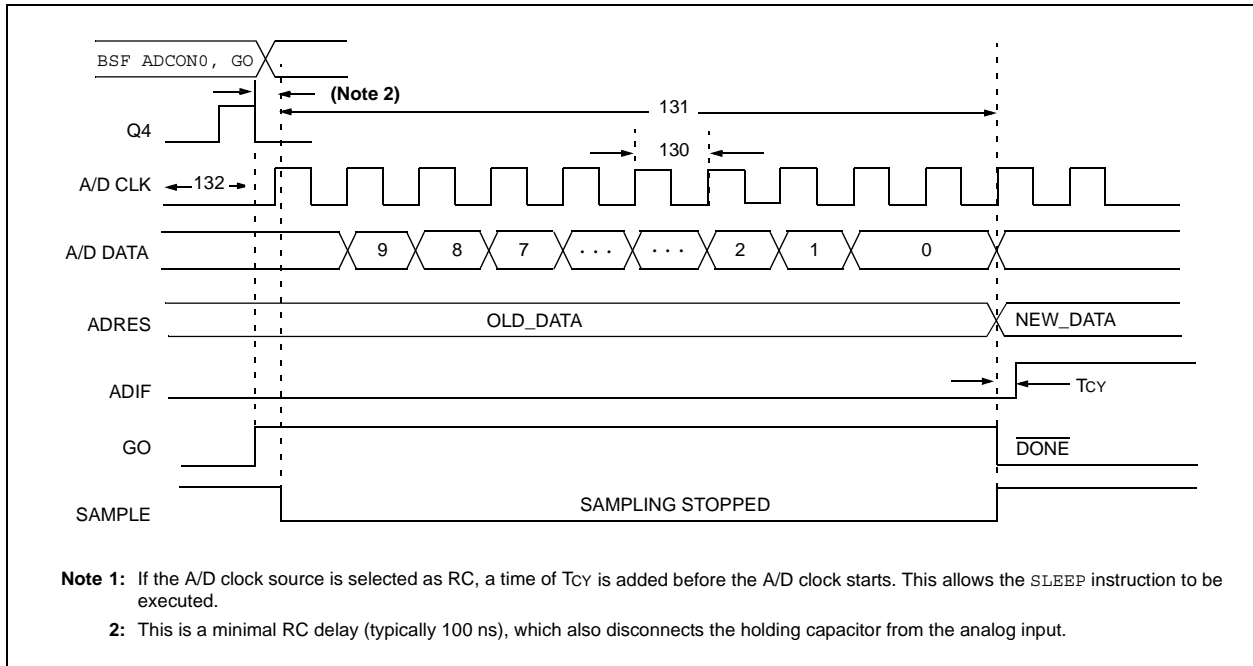 BSF ADCON0, GO
(Note 2)
131
Q4
130
A/D CLK
132
A/D DATA
9 8 7 . . . . . . 2 1 0
ADRES
OLD_DATA
NEW_DATA
ADIF
TCY
GO
DONE
SAMPLE
SAMPLING STOPPED
Note 1: If the A/D clock source is selected as RC, a time of TCY is added before the A/D clock starts. This allows the SLEEP instruction to be
executed.
2: This is a minimal RC delay (typically 100 ns), which also disconnects the holding capacitor from the analog input.